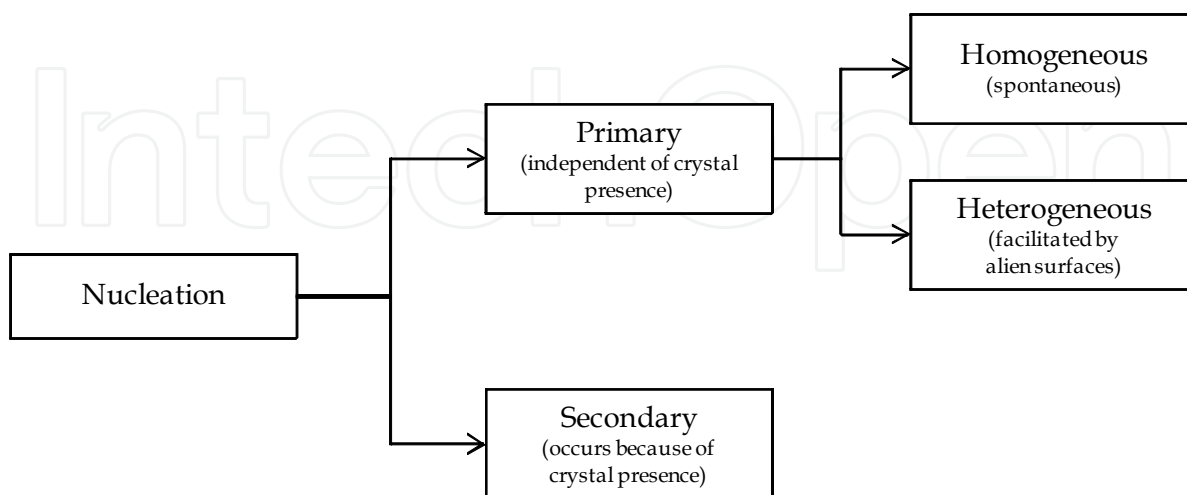 IntechOpen
Homogeneous
(spontaneous)
Primary
(independent of crystal
presence)
Heterogeneous
(facilitated by
alien surfaces)
Nucleation
Secondary
(occurs because of
crystal presence)